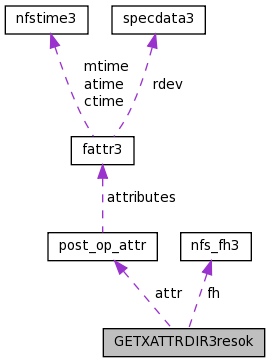 nfstime3 specdata3
mtime
atime rdev
ctime
fattr3
attributes
post_op_attr nfs_fh3
attr fh
GETXATTRDIR3resok